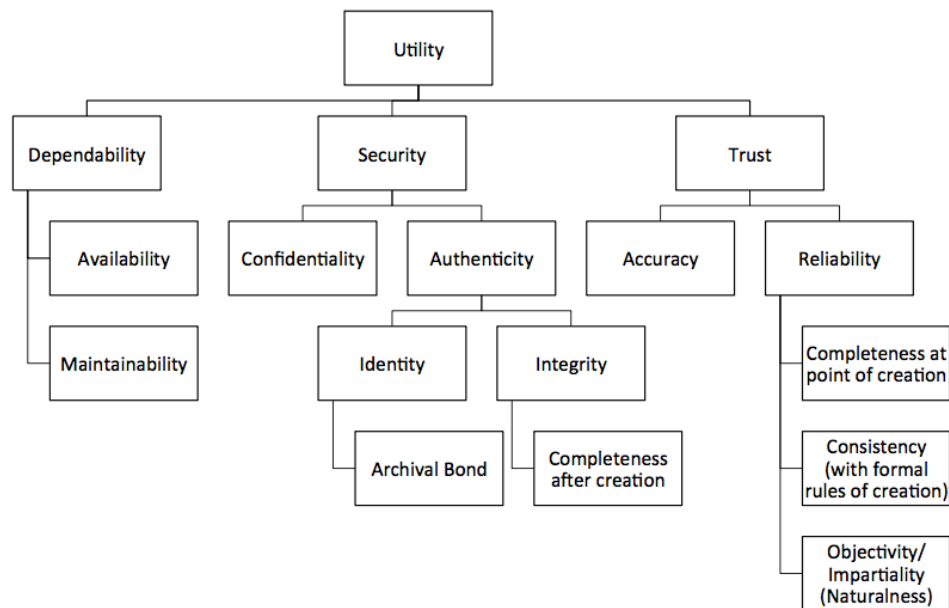 Utility
Dependability
Security
Trust
Availability
Confidentiality
Authenticity
Accuracy
Reliability
Maintainability
Identity
Integrity
Completeness at
point of creation
Archival Bond
Completeness
after creation
Consistency
(with formal
rules of creation)
Objectivity/
Impartiality
(Naturalness)